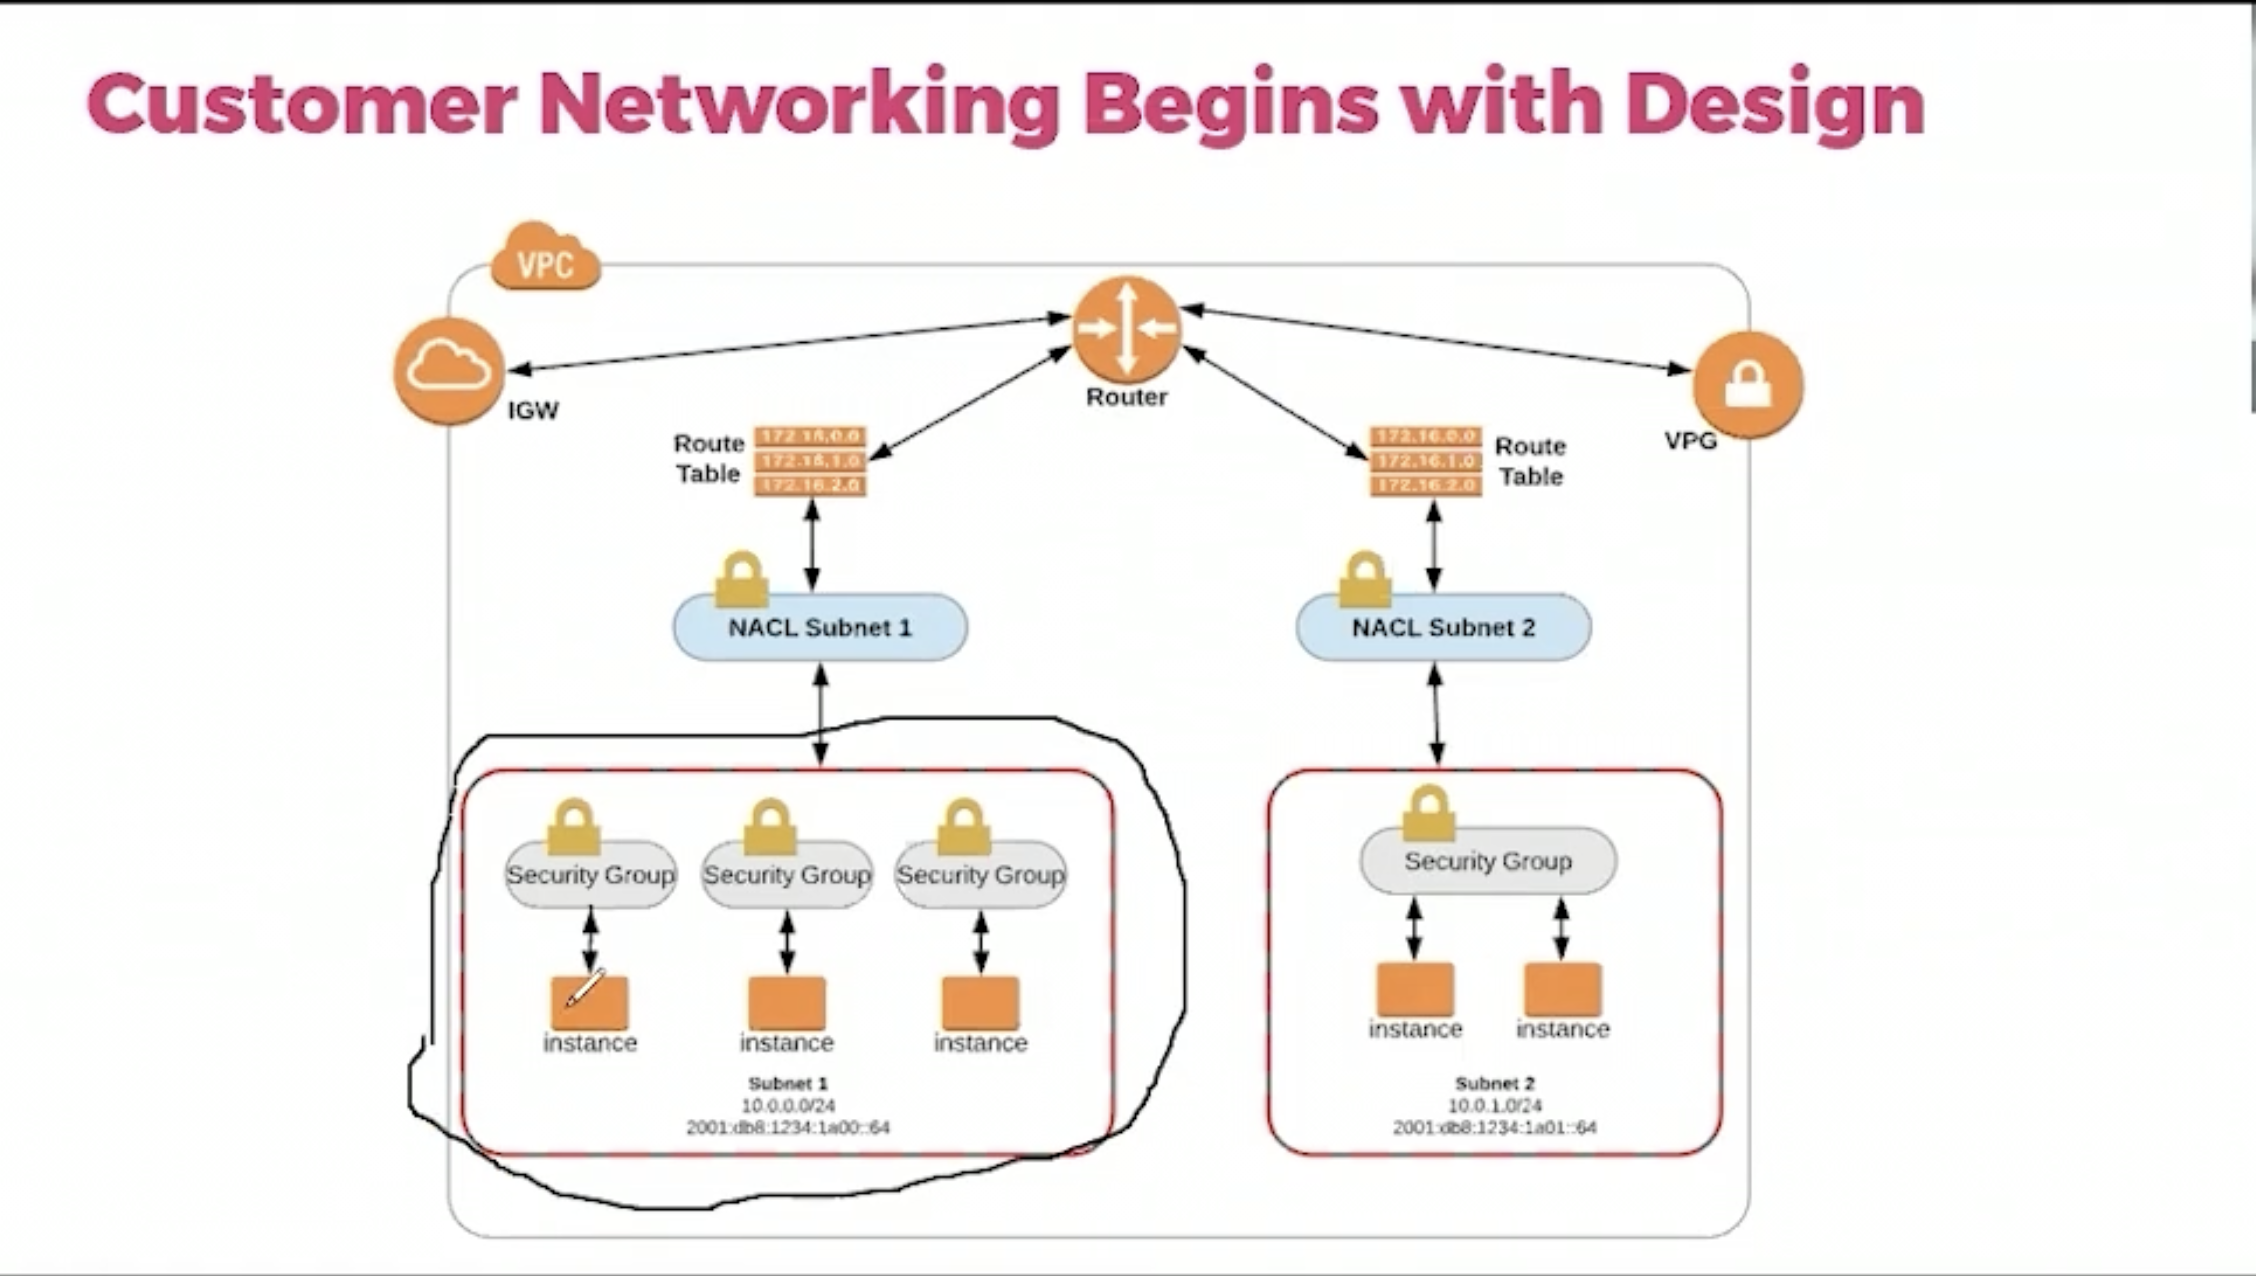 Customer Networking Begins with Design
VPC
IGW
Router
VPG
Route
Table
172.16.0.0
172.16.1.0
172.16.2.0
172.16.0.0
172.16.1.0
172.16.2.0
Route
Table
NACL Subnet 1
NACL Subnet 2
Security Group
Security Group
Security Group
Security Group
instance
instance
instance
instance
instance
Subnet 1
10.0.0.0/24
2001:db8:1234:1a00::64
Subnet 2
10.0.1.0/24
2001:db8:1234:1a01::64